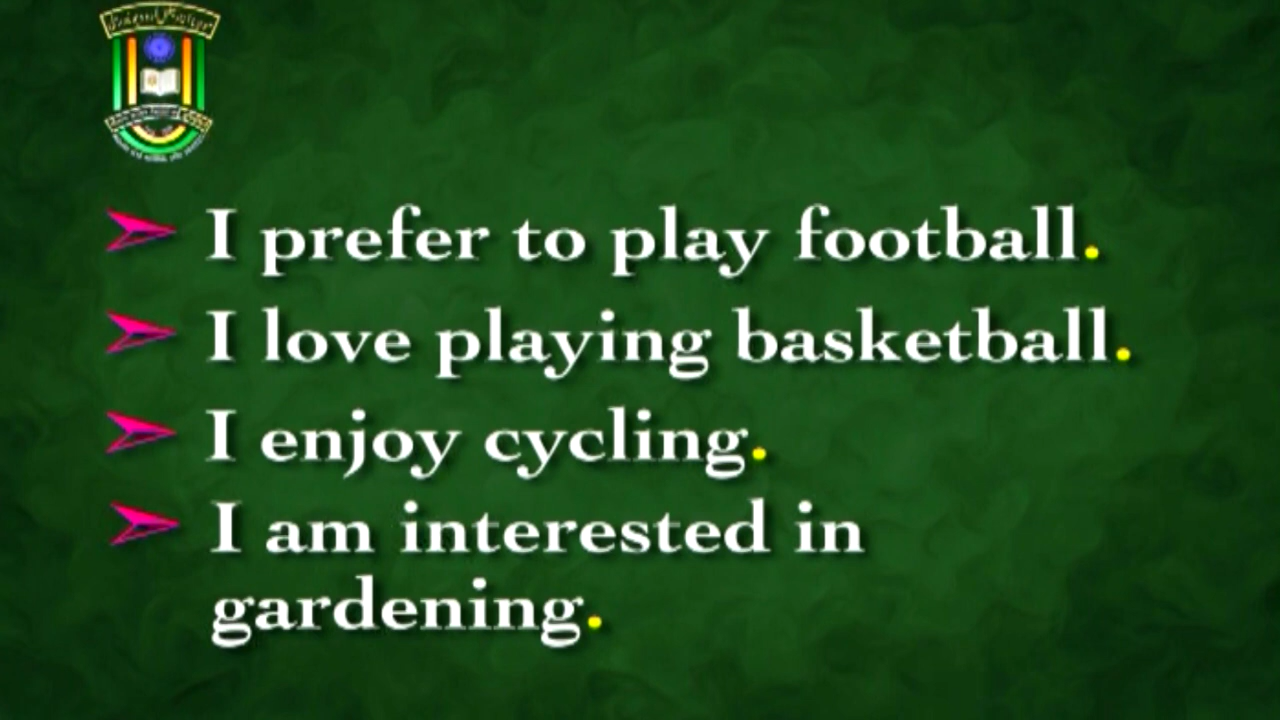 I prefer to play football.
I love playing basketball.
I enjoy cycling.
I am interested in
gardening.